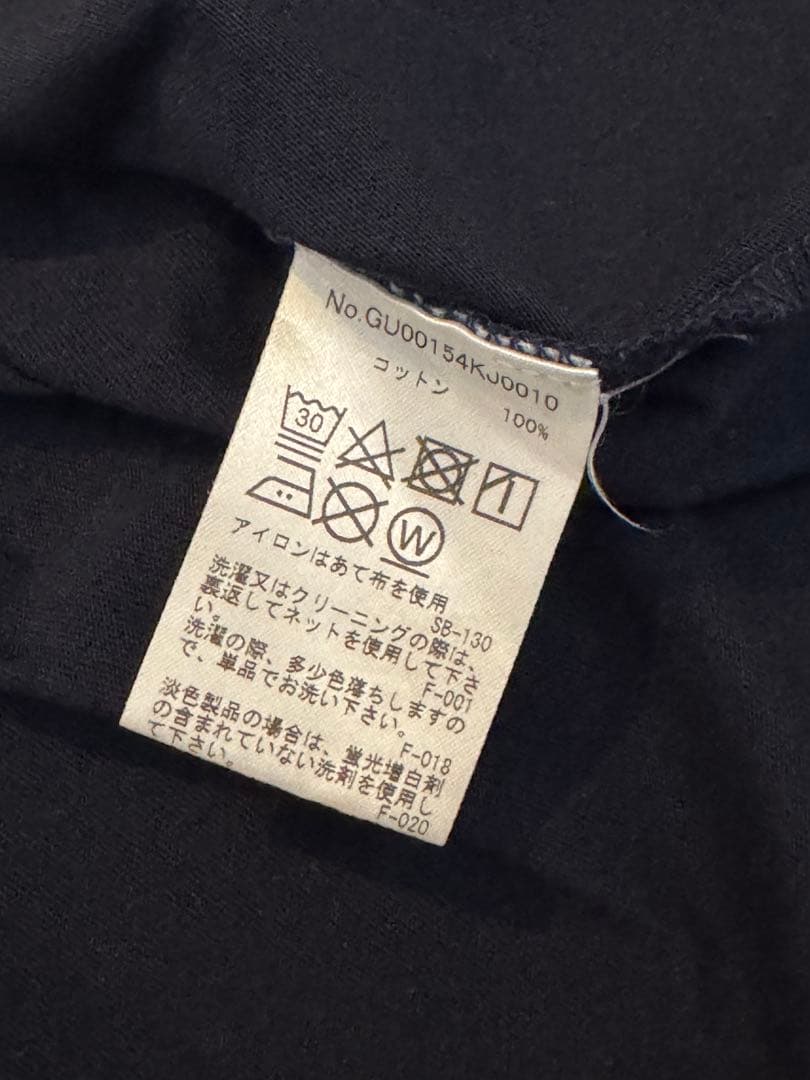 No.GU00154KJ0010
コットン 100%
30
W
アイロンはあて布を使用
SB-130
洗濯又はクリーニングの際は、
裏返してネットを使用して下さ
い。
F-001
洗濯の際、多少色落ちしますの
で、単品でお洗い下さい。
F-018
淡色製品の場合は、蛍光増白剤
の含まれていない洗剤を使用し
て下さい。
F-020